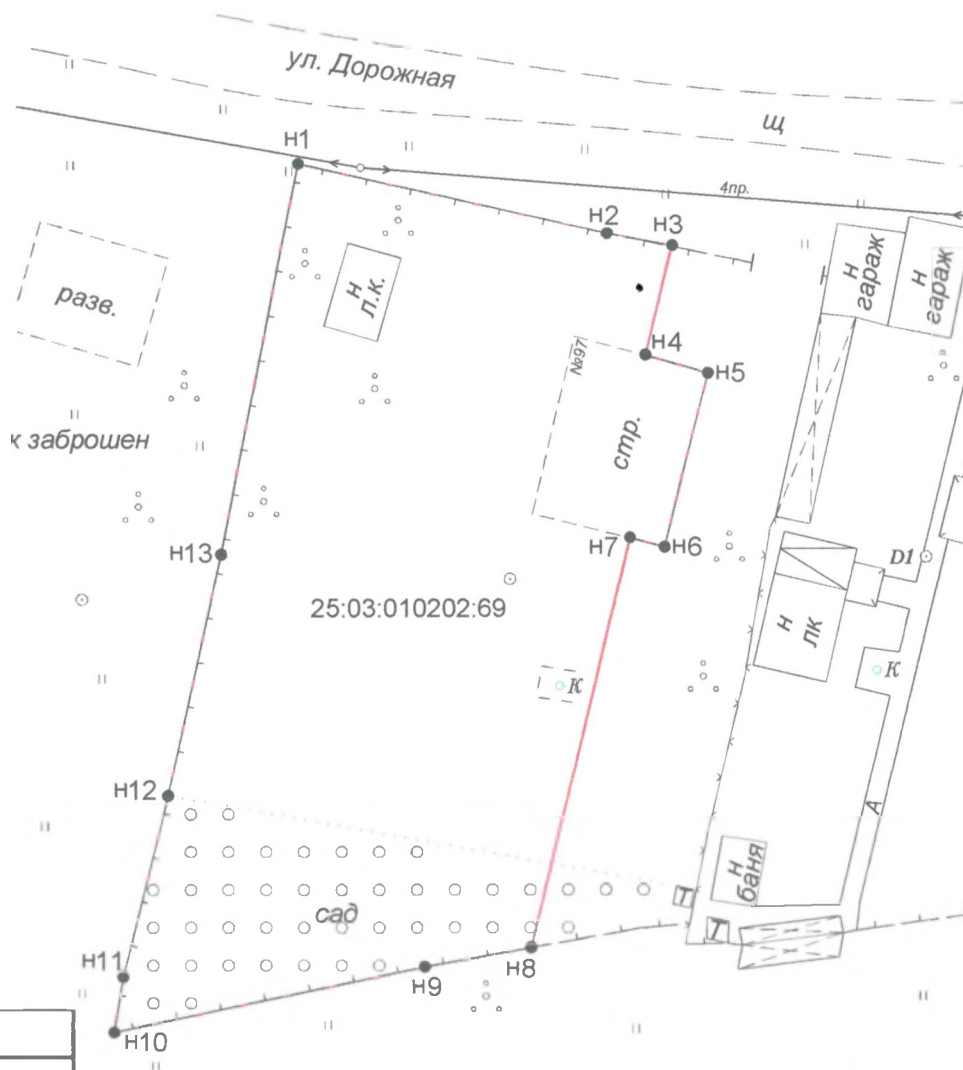 ул. Дорожная
щ
н1
4пр.
н2
н3
н
гараж
н
гараж
н
л.к.
разв.
№97
н4
н5
стр.
к заброшен
н13
н7
н6
D1
25:03:010202:69
н
лк
К
К
н12
А
н
баня
сад
Т
Т
н11
н8
н9
н10